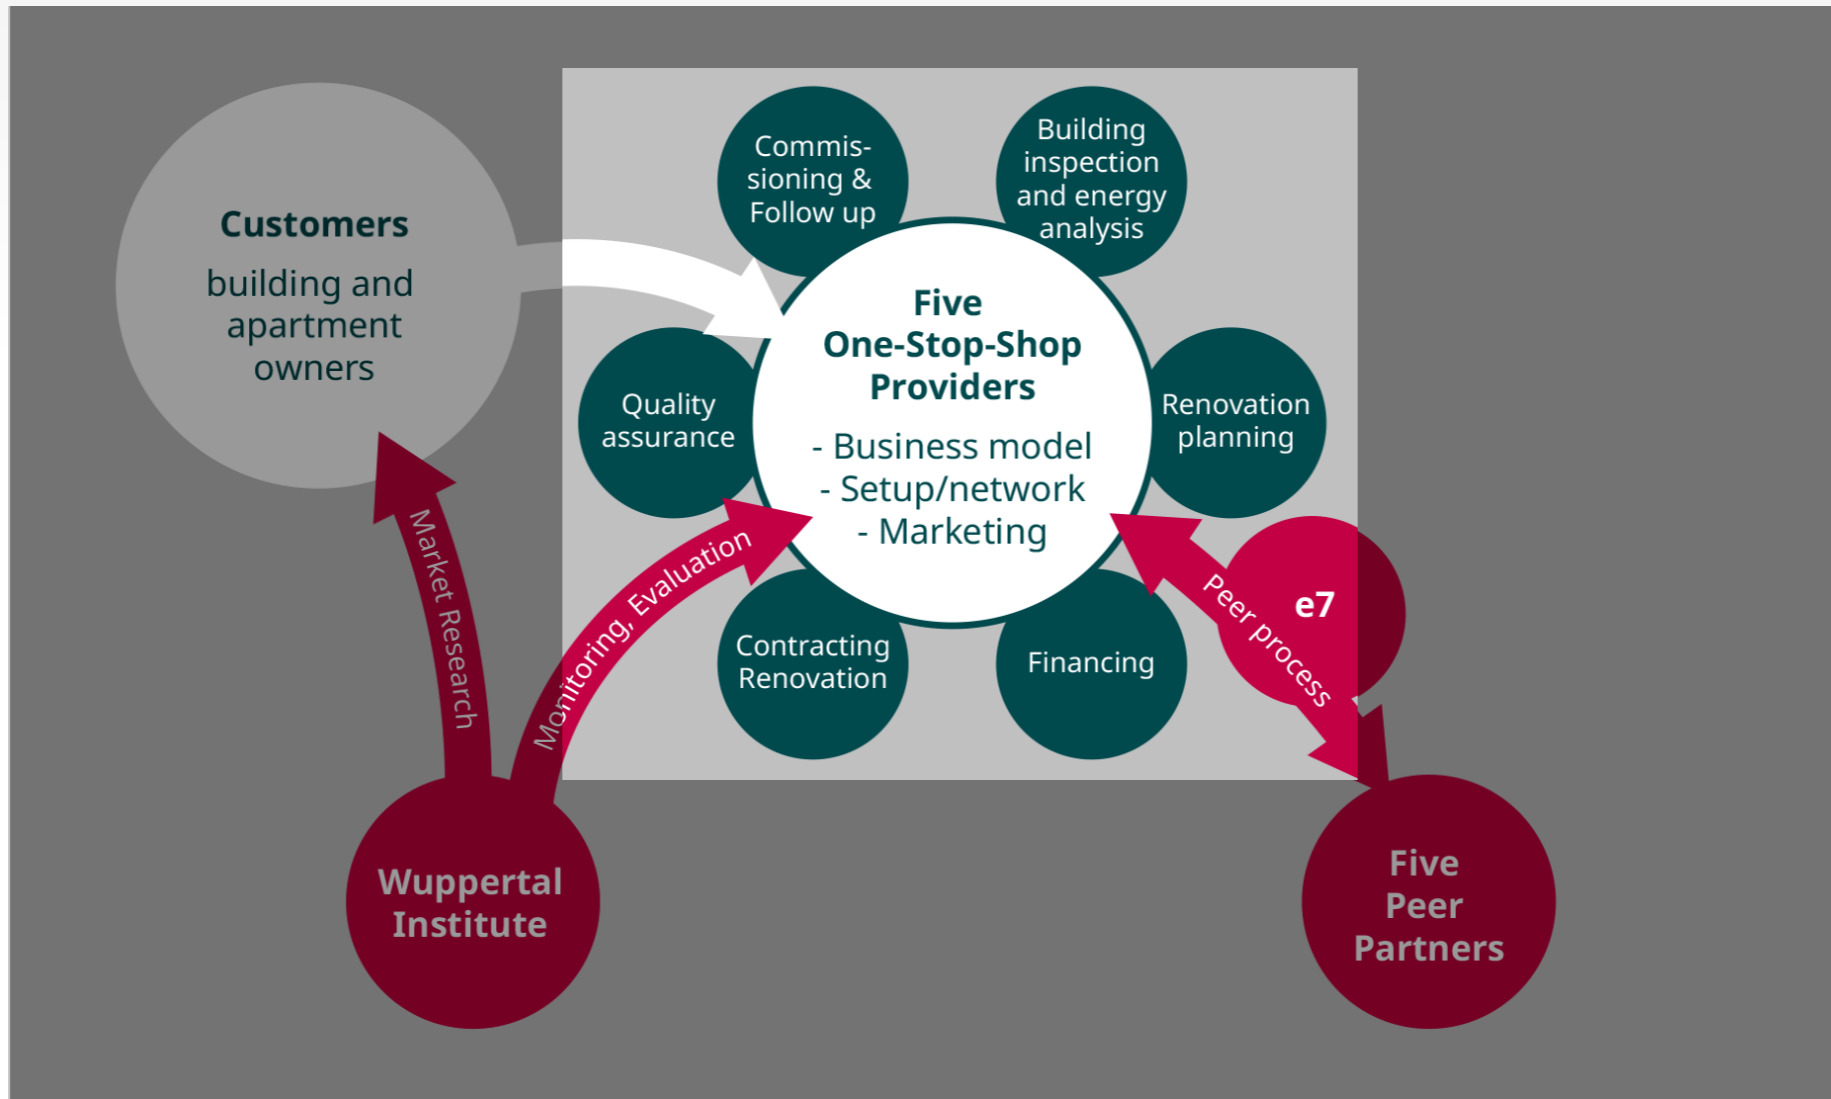 Customers
building and
apartment
owners
Commis-
sioning &
Follow up
Building
inspection
and energy
analysis
Five
One-Stop-Shop
Providers
- Business model
- Setup/network
- Marketing
Quality
assurance
Renovation
planning
Contracting
Renovation
Financing
e7
Peer process
Market Research
Monitoring, Evaluation
Wuppertal
Institute
Five
Peer
Partners